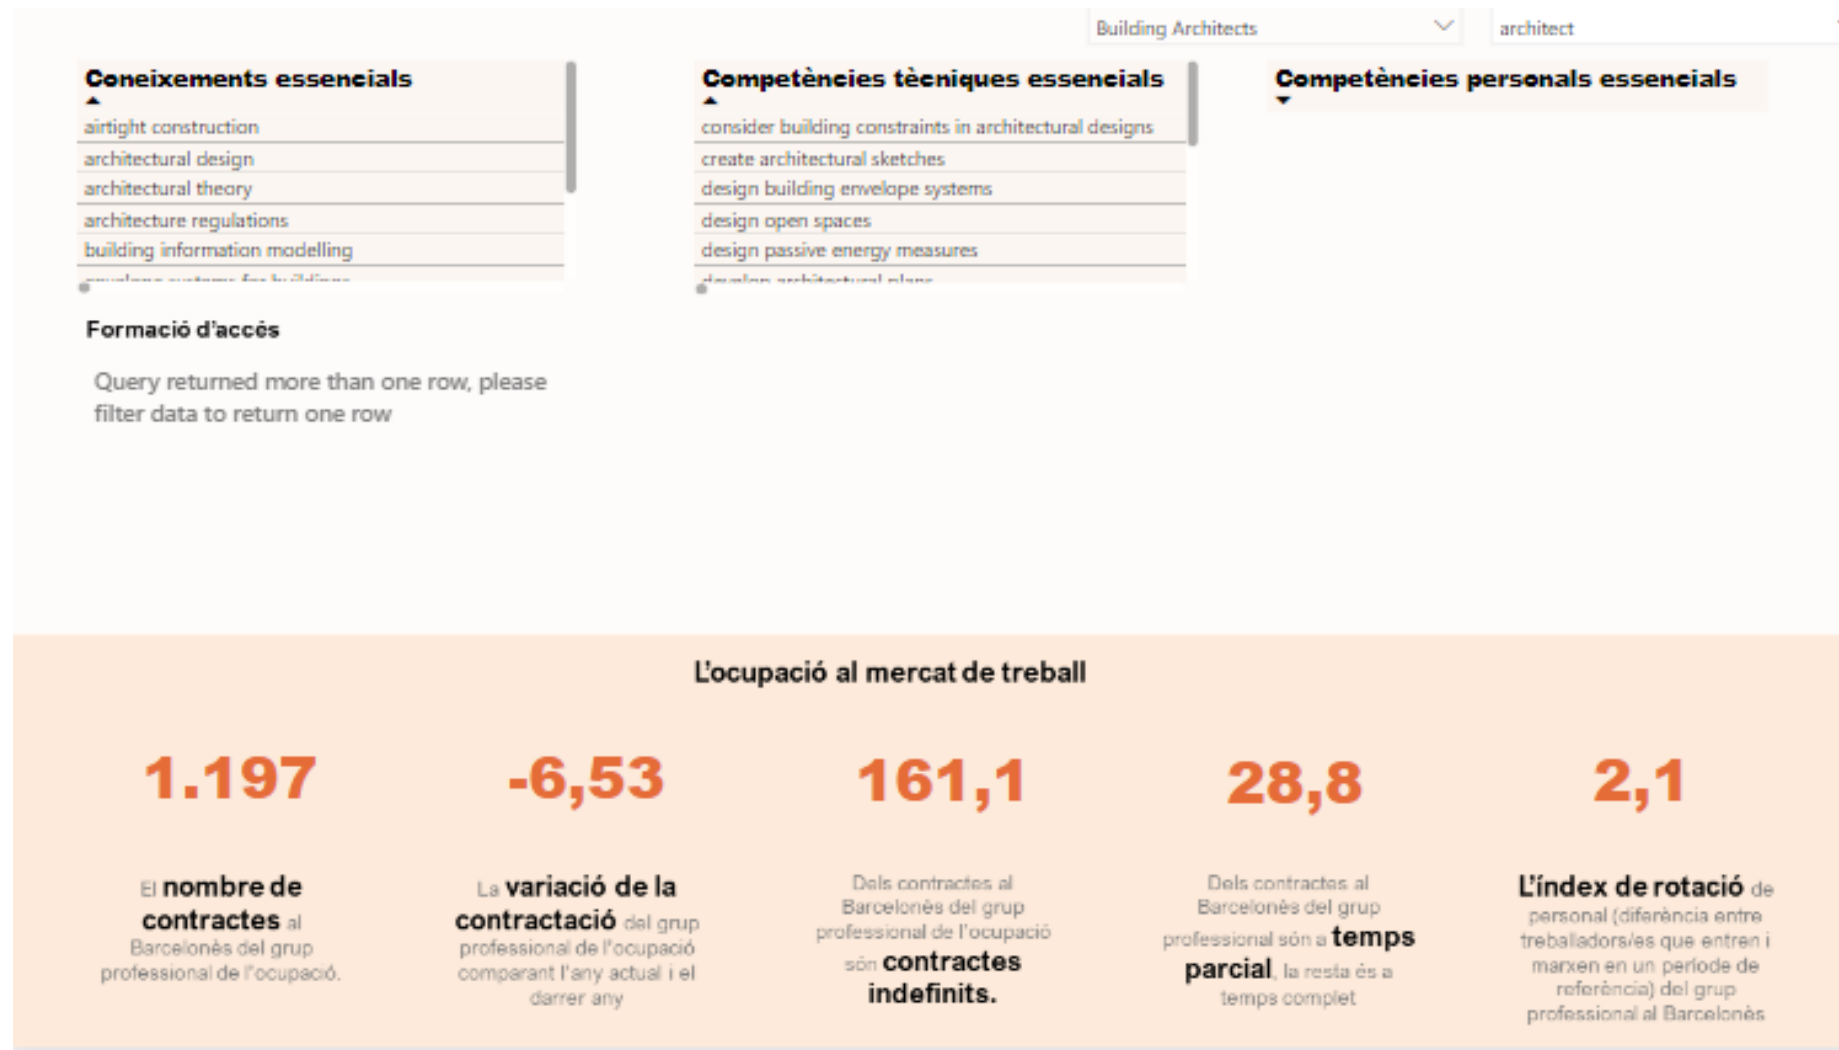 Building Architects
architect
Coneixements essencials
airtight construction
architectural design
architectural theory
architecture regulations
building information modelling
envelope systems for buildings
Competències tècniques essencials
consider building constraints in architectural designs
create architectural sketches
design building envelope systems
design open spaces
design passive energy measures
develop architectural plans
Competències personals essencials
Formació d'accés
Query returned more than one row, please
filter data to return one row
L'ocupació al mercat de treball
1.197
El nombre de
contractes al
Barcelonès del grup
professional de l'ocupació.
-6,53
La variació de la
contractació del grup
professional de l'ocupació
comparant l'any actual i el
darrer any
161,1
Dels contractes al
Barcelonès del grup
professional de l'ocupació
són contractes
indefinits.
28,8
Dels contractes al
Barcelonès del grup
professional són a temps
parcial, la resta és a
temps complet
2,1
L'índex de rotació de
personal (diferència entre
treballadors/es que entren i
marxen en un període de
referència) del grup
professional al Barcelonès